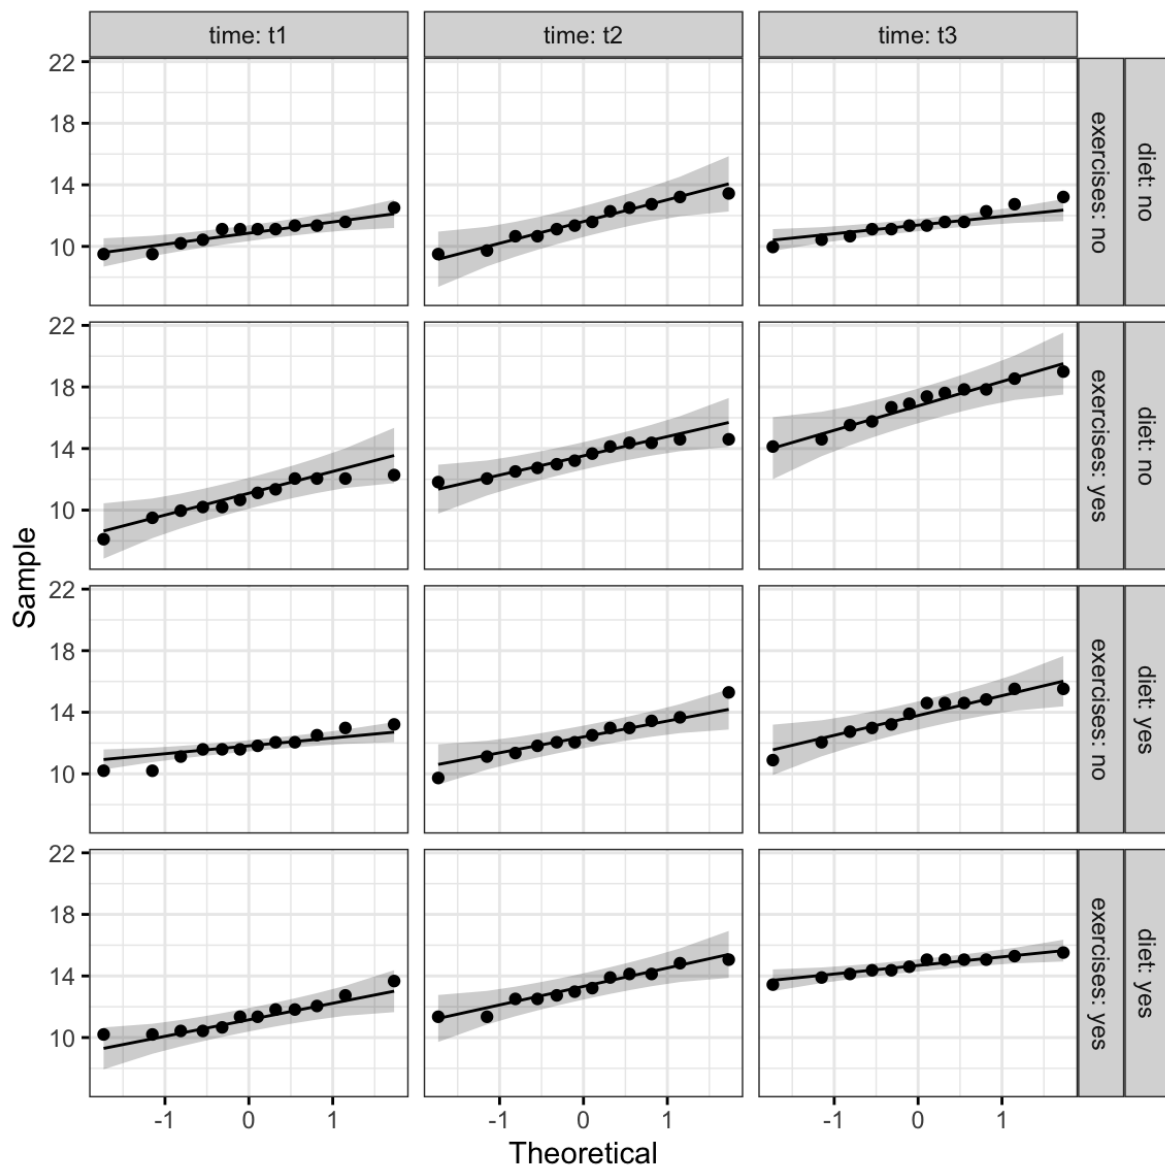 time: t1
time: t2
time: t3
22
18
14
10
exercises: no
diet: no
22
18
14
10
exercises: yes
diet: no
22
18
14
10
exercises: no
diet: yes
22
18
14
10
exercises: yes
diet: yes
Sample
-1
0
1
-1
0
1
-1
0
1
Theoretical